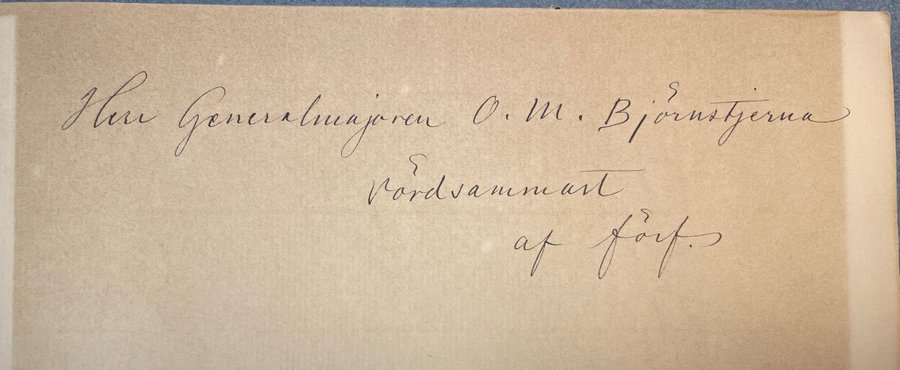 Herr Generalmajoren O. M. Björnstjerna
vördsammast
af förf.